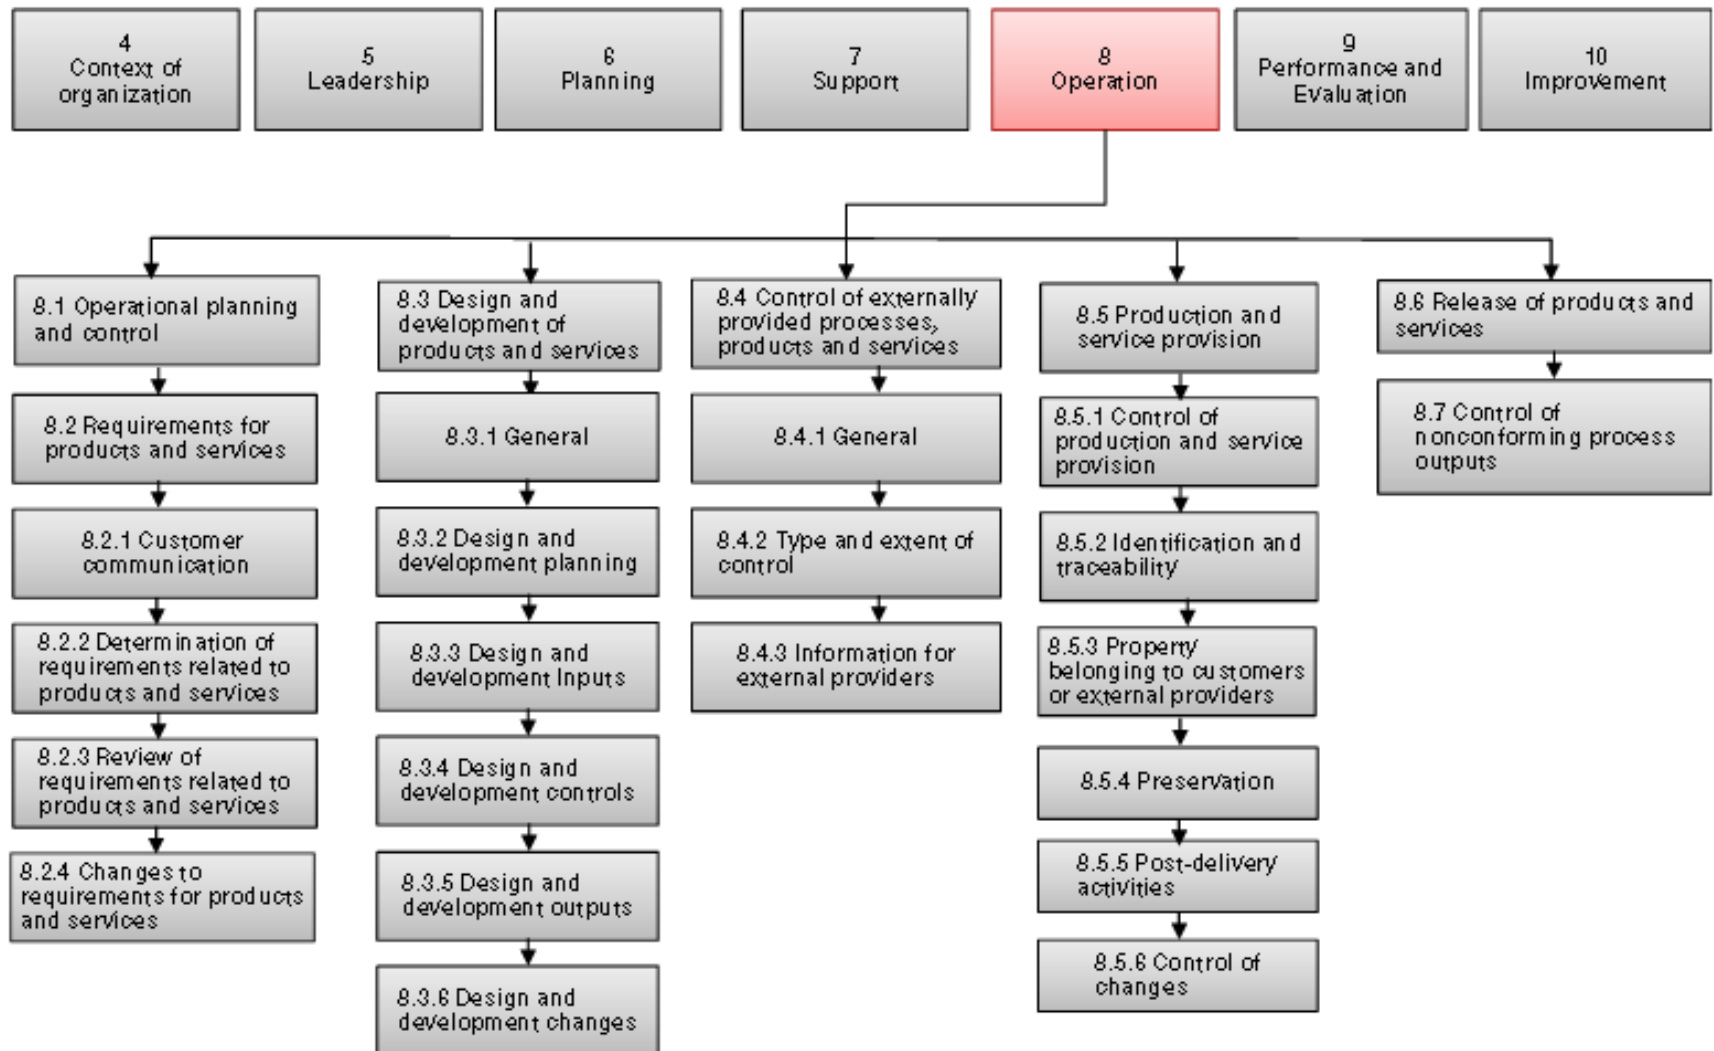 4
Context of
organization
5
Leadership
6
Planning
7
Support
8
Operation
9
Performance and
Evaluation
10
Improvement
8.1 Operational planning
and control
8.2 Requirements for
products and services
8.2.1 Customer
communication
8.2.2 Determination of
requirements related to
products and services
8.2.3 Review of
requirements related to
products and services
8.2.4 Changes to
requirements for products
and services
8.3 Design and
development of
products and services
8.3.1 General
8.3.2 Design and
development planning
8.3.3 Design and
development Inputs
8.3.4 Design and
development controls
8.3.5 Design and
development outputs
8.3.6 Design and
development changes
8.4 Control of externally
provided processes,
products and services
8.4.1 General
8.4.2 Type and extent of
control
8.4.3 Information for
external providers
8.5 Production and
service provision
8.5.1 Control of
production and service
provision
8.5.2 Identification and
traceability
8.5.3 Property
belonging to customers
or external providers
8.5.4 Preservation
8.5.5 Post-delivery
activities
8.5.6 Control of
changes
8.6 Release of products and
services
8.7 Control of
nonconforming process
outputs